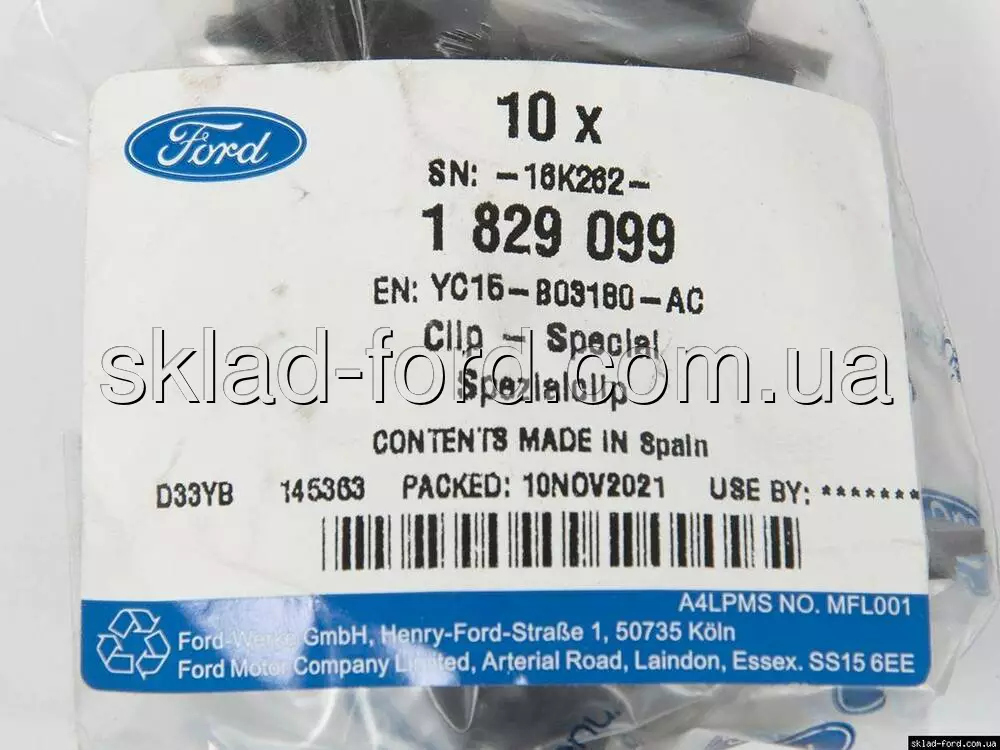 Ford
10 x
SN: -16K262-
1 829 099
EN: YC15-B03180-AC
Clip - Special
sklad-ford.com.ua
Spezialclip
CONTENTS MADE IN Spain
D33YB 145363 PACKED: 10NOV2021 USE BY: *******
A4LPMS NO. MFL001
Ford-Werke GmbH, Henry-Ford-Straße 1, 50735 Köln
Ford Motor Company Limited, Arterial Road, Laindon, Essex. SS15 6EE
sklad-ford.com.ua